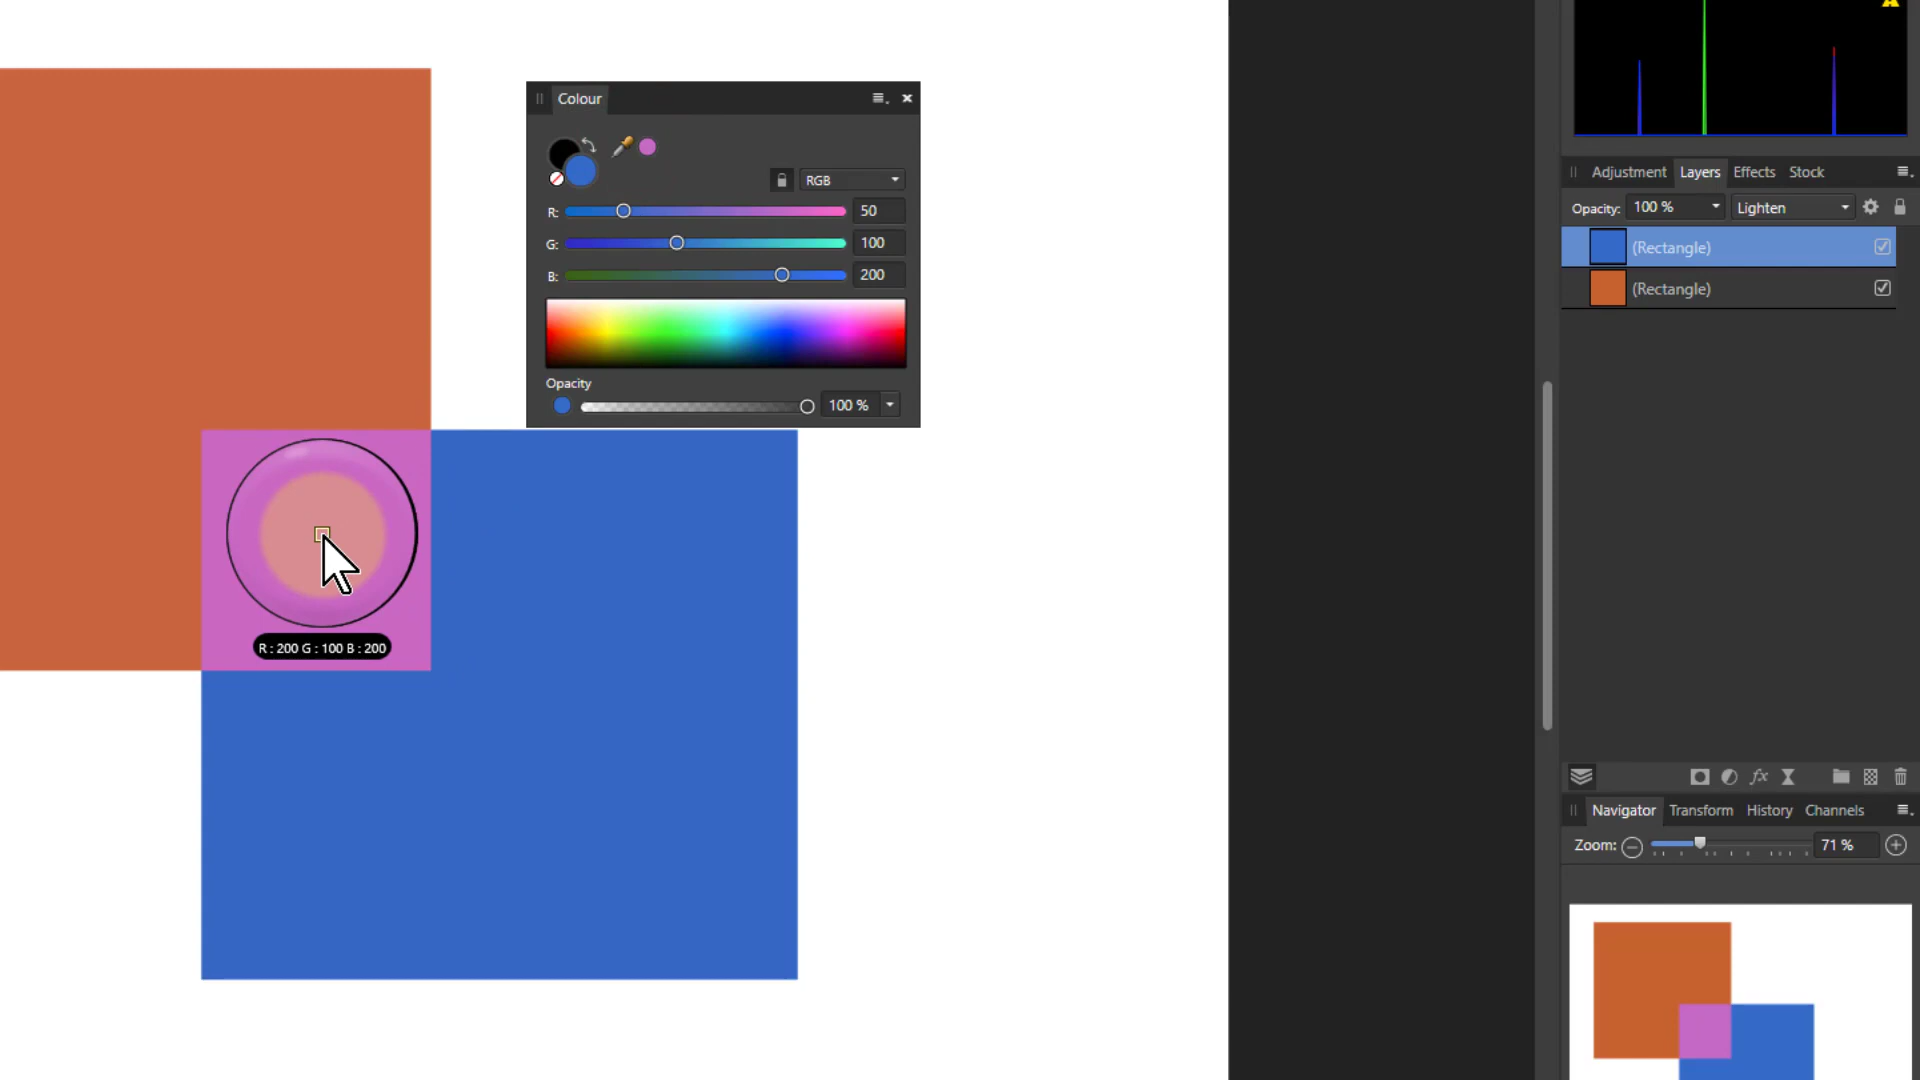 Colour
RGB
R: 50
G: 100
B: 200
Opacity
100 %
R : 200 G : 100 B : 200
Adjustment Layers Effects Stock
Opacity: 100 % Lighten
(Rectangle)
(Rectangle)
fx
Navigator Transform History Channels
Zoom: 71 %